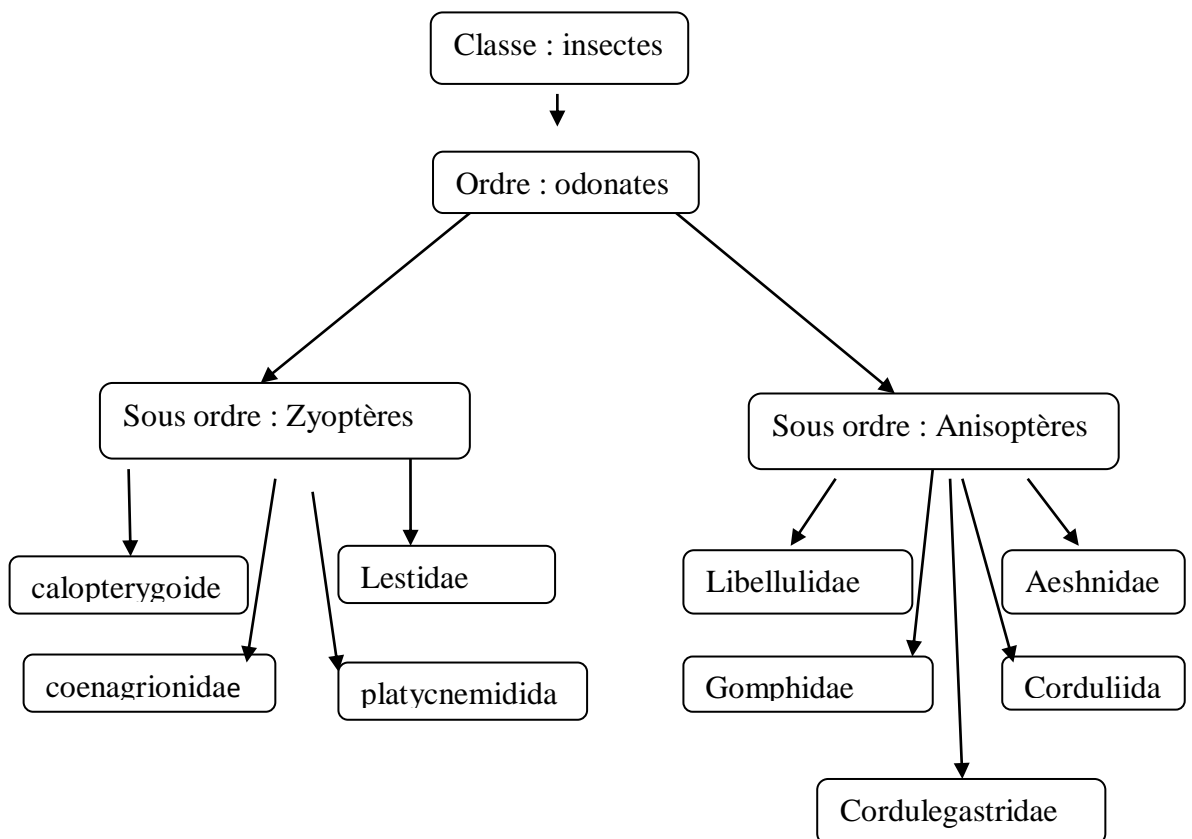 Classe : insectes
Ordre : odonates
Sous ordre : Zyoptères
Sous ordre : Anisoptères
calopterygoide
Lestidae
Libellulidae
Aeshnidae
coenagrionidae
platycnemidida
Gomphidae
Corduliida
Cordulegastridae